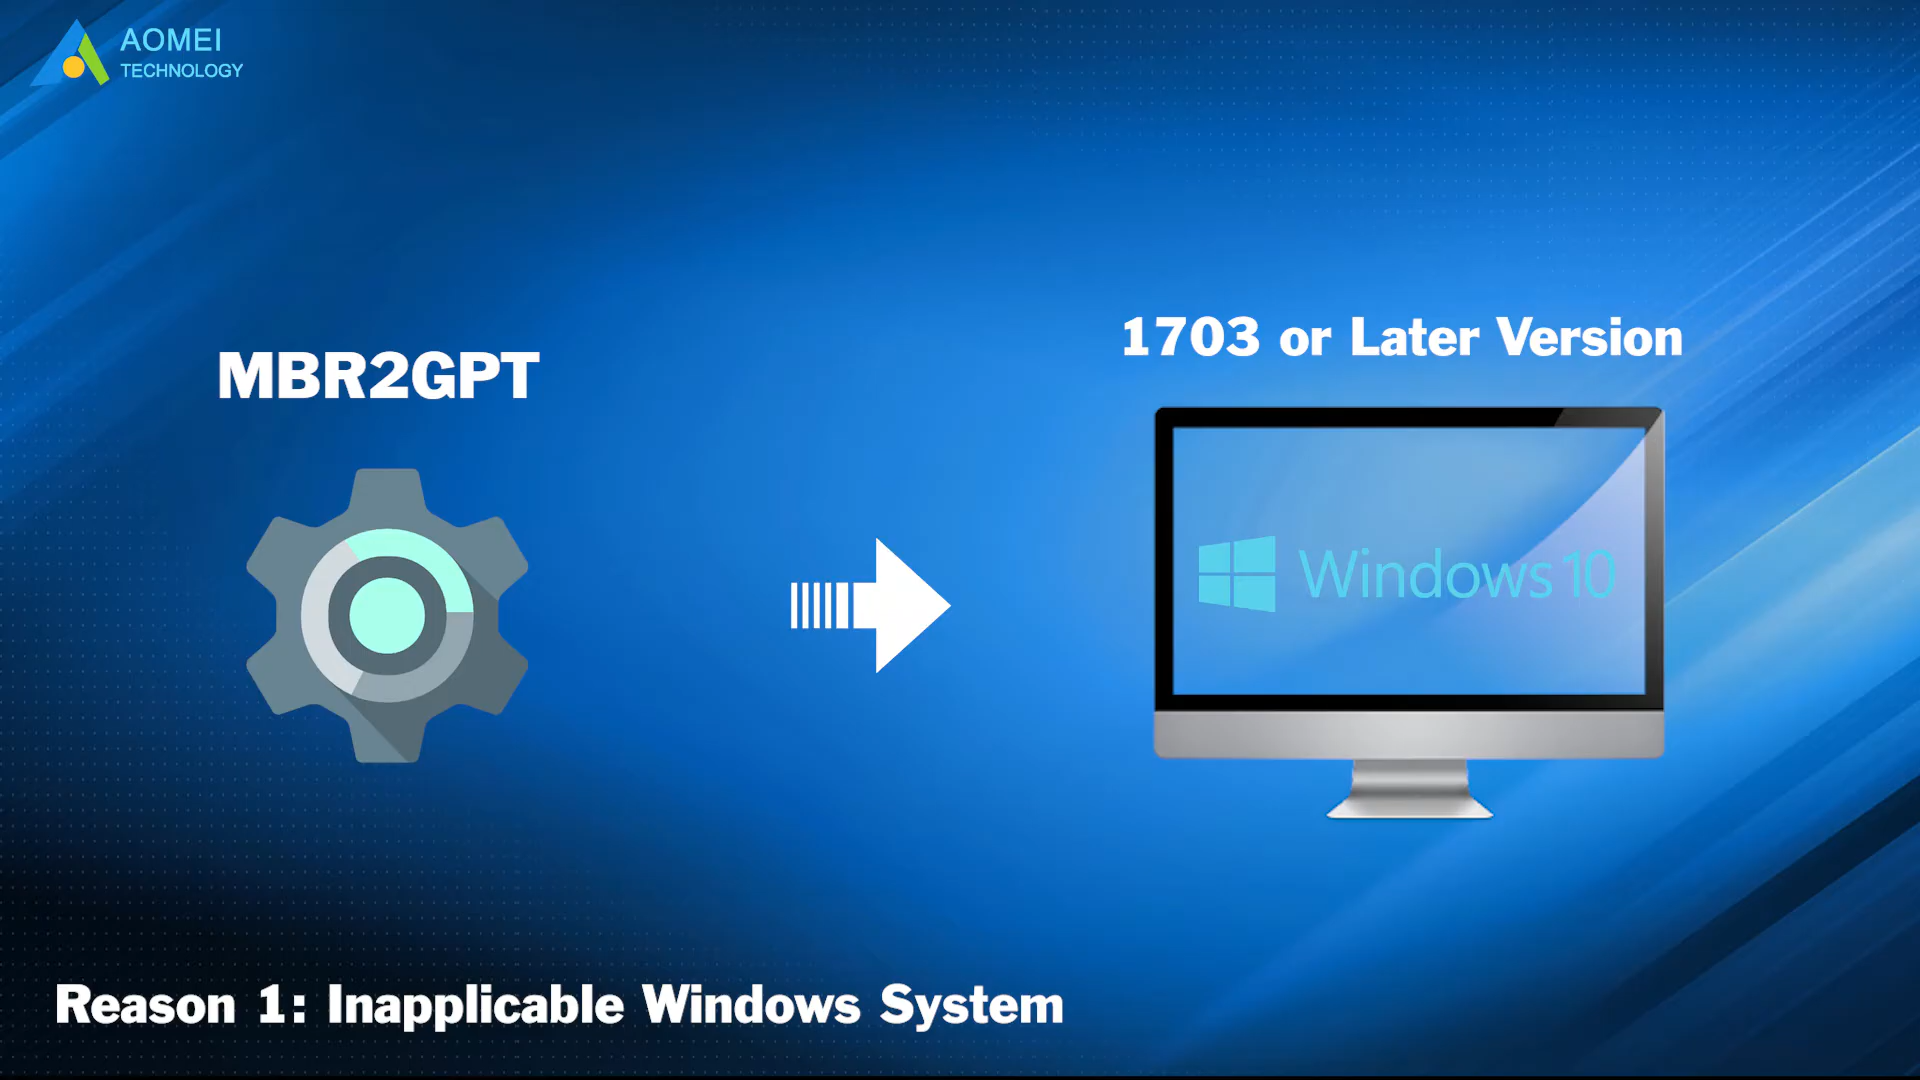 AOMEI
TECHNOLOGY
1703 or Later Version
MBR2GPT
Windows 10
Reason 1: Inapplicable Windows System